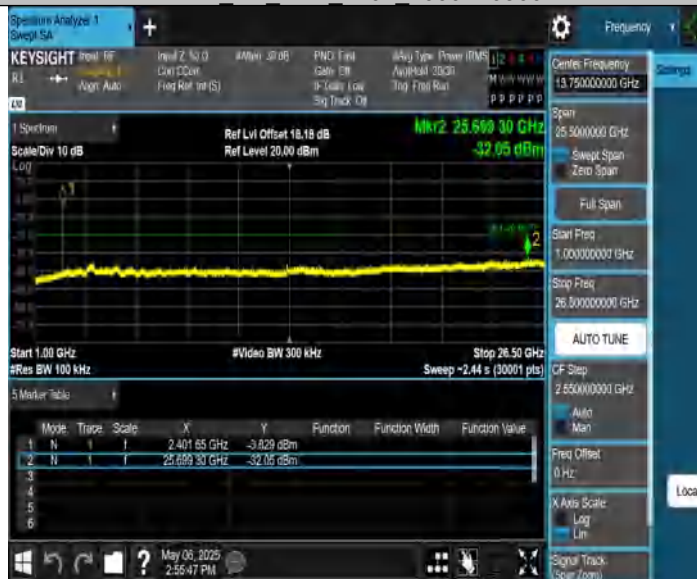 Spectrum Analyzer 1
Swept SA
Frequency
KEYSIGHT Input: RF
Input Z: 50 Ω
#Atten: 30 dB
PNO: Fast
#Avg Type: Power (RMS)
Align: Auto
Corr CCorr
Freq Ref: Int (S)
Gate: Off
IF Gain: Low
Sig Track: Off
Trig: Free Run
P P P P P P
Center Frequency
13.750000000 GHz
Settings
1 Spectrum
Ref Lvl Offset 18.18 dB
Mkr2 25.699 30 GHz
Scale/Div 10 dB
Ref Level 20.00 dBm
-32.05 dBm
Log
Span
25.5000000 GHz
Swept Span
Zero Span
Full Span
Start Freq
1.000000000 GHz
Stop Freq
26.500000000 GHz
AUTO TUNE
Start 1.00 GHz
#Video BW 300 kHz
Stop 26.50 GHz
#Res BW 100 kHz
Sweep ~2.44 s (30001 pts)
CF Step
2.550000000 GHz
Auto
Man
5 Marker Table
Mode Trace Scale X Y Function Function Width Function Value
1 N 1 f 2.401 65 GHz -3.829 dBm
2 N 1 f 25.699 30 GHz -32.05 dBm
3
4
5
6
Freq Offset
0 Hz
X Axis Scale
Log
Lin
Loca
Signal Track
(Span Zoom)
May 06, 2025
2:55:47 PM